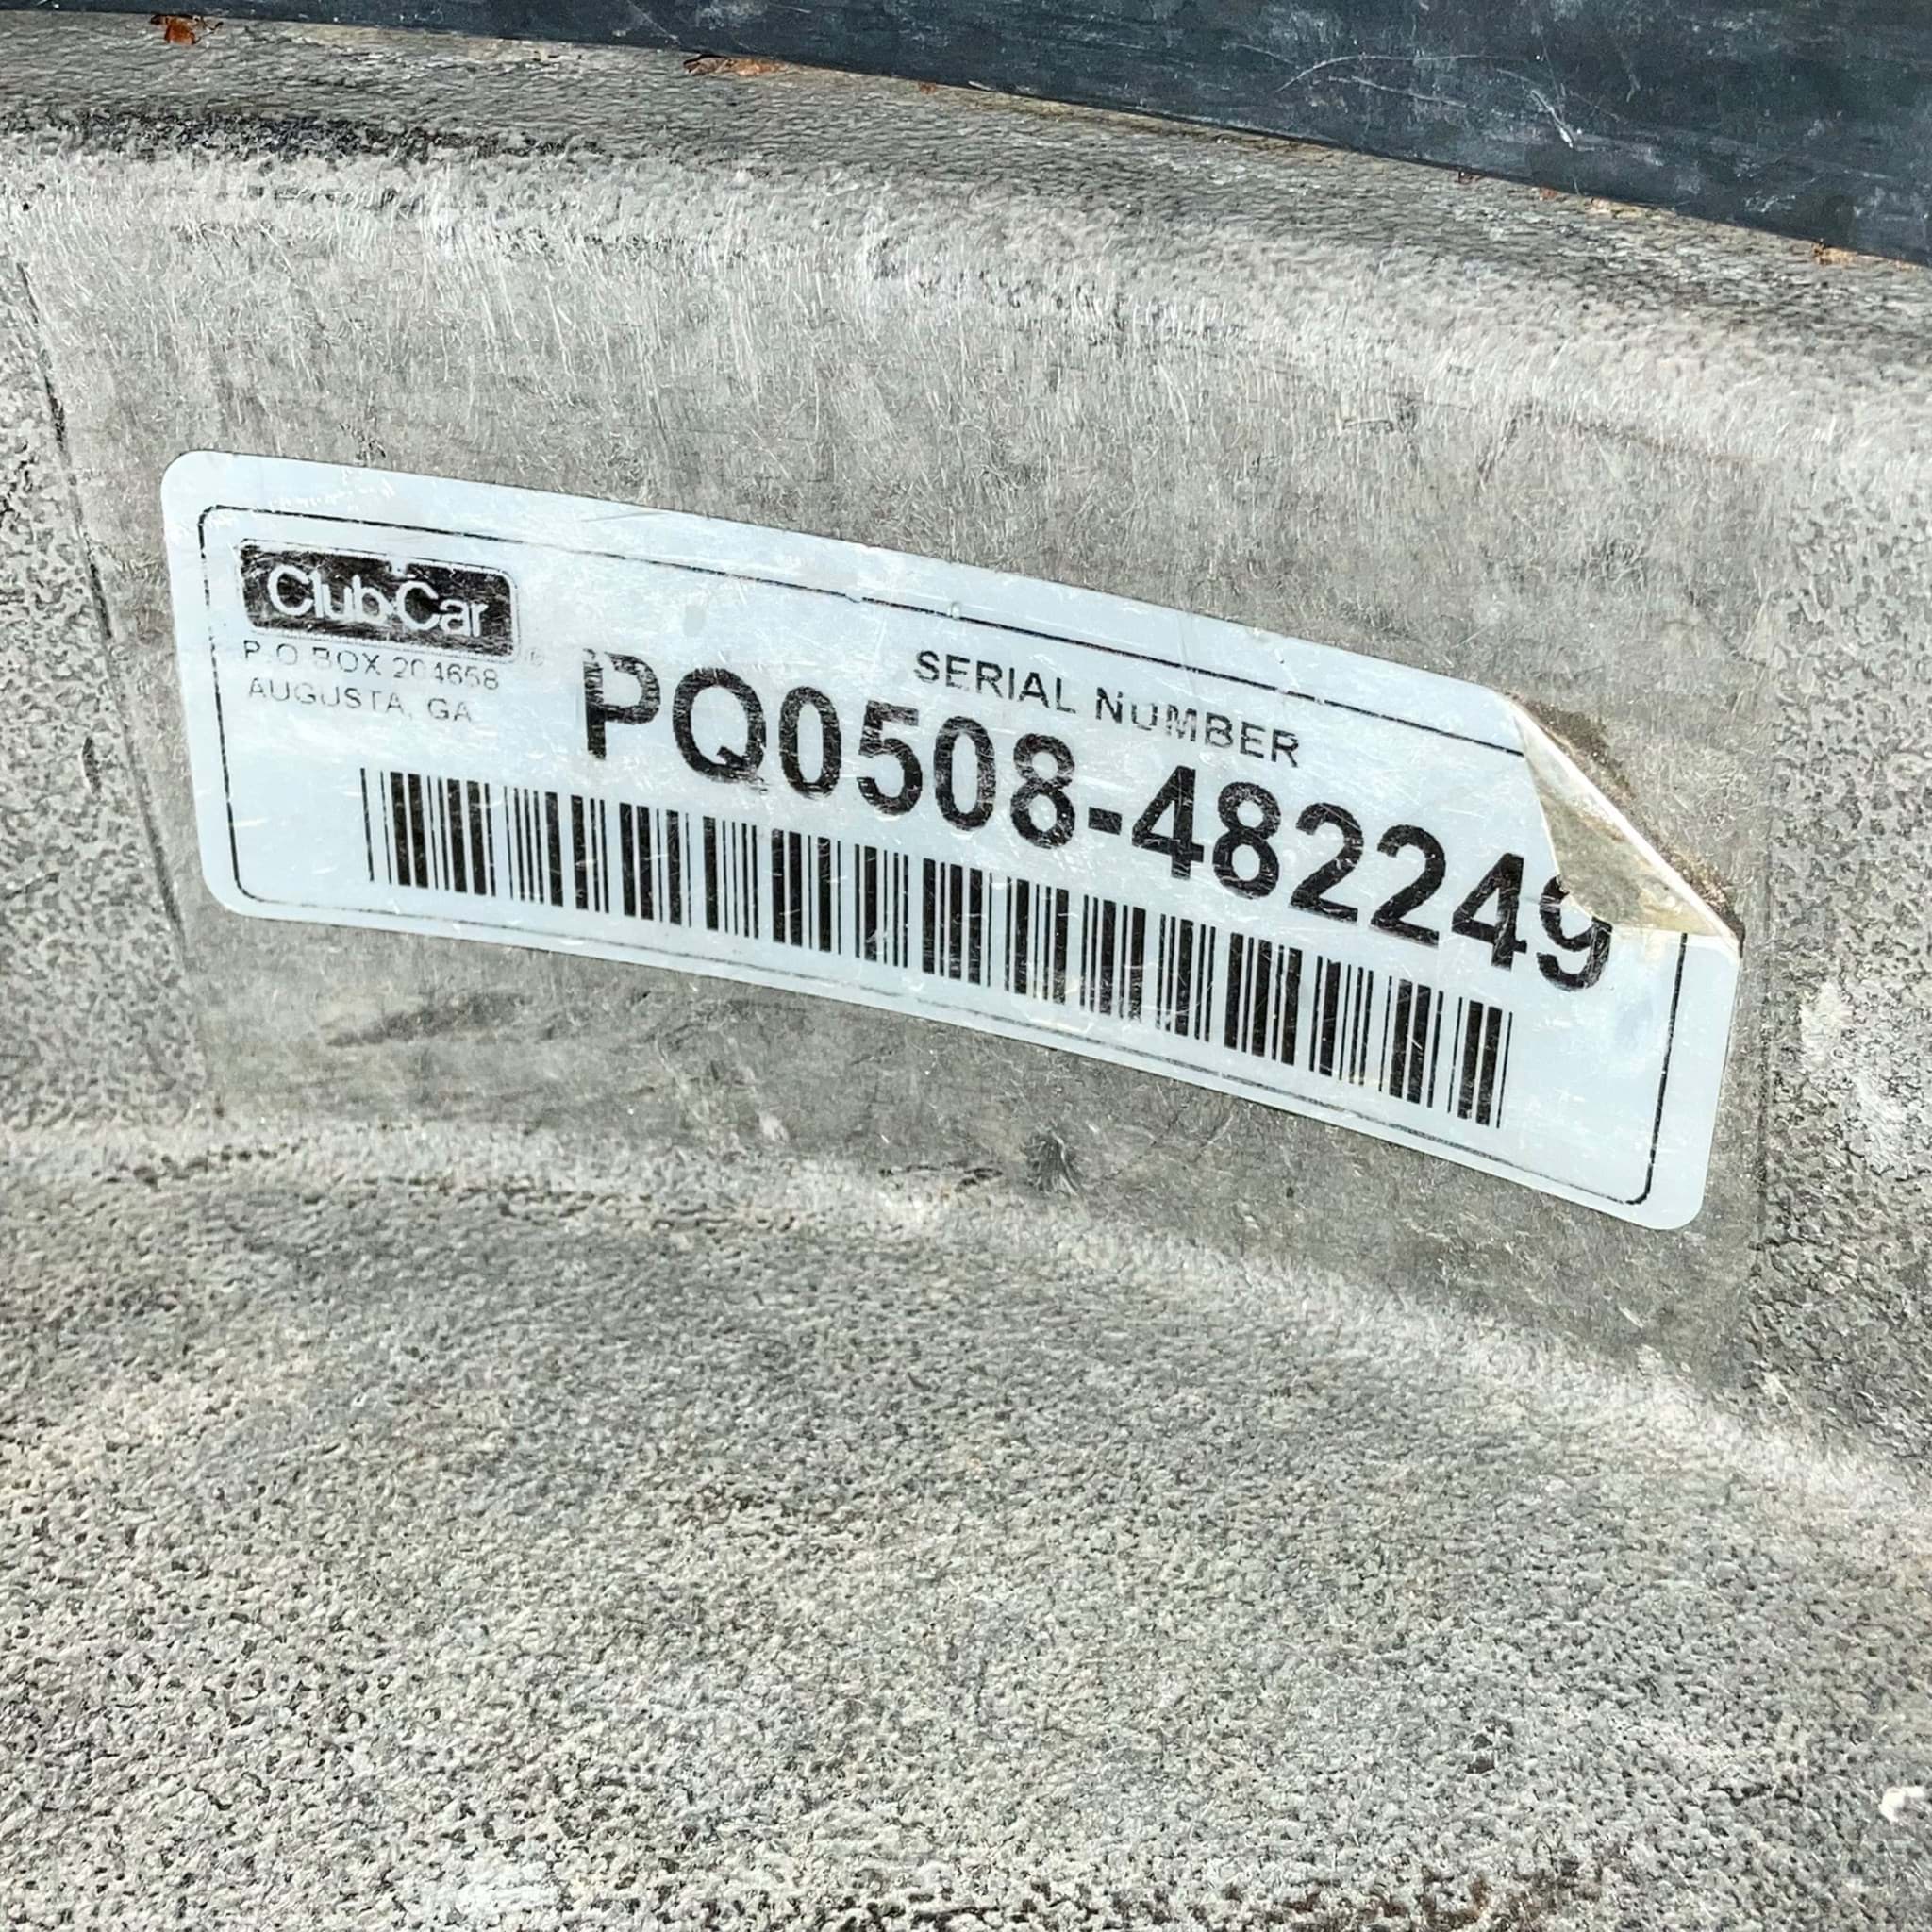 Club Car
P.O BOX 204658
AUGUSTA, GA
SERIAL NUMBER
PQ0508-482249